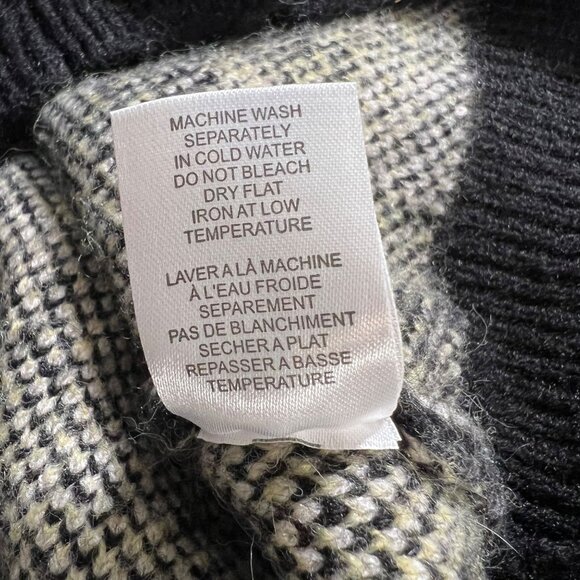 MACHINE WASH
SEPARATELY
IN COLD WATER
DO NOT BLEACH
DRY FLAT
IRON AT LOW
TEMPERATURE
LAVER A LÀ MACHINE
À L'EAU FROIDE
SEPAREMENT
PAS DE BLANCHIMENT
SECHER A PLAT
REPASSER A BASSE
TEMPERATURE